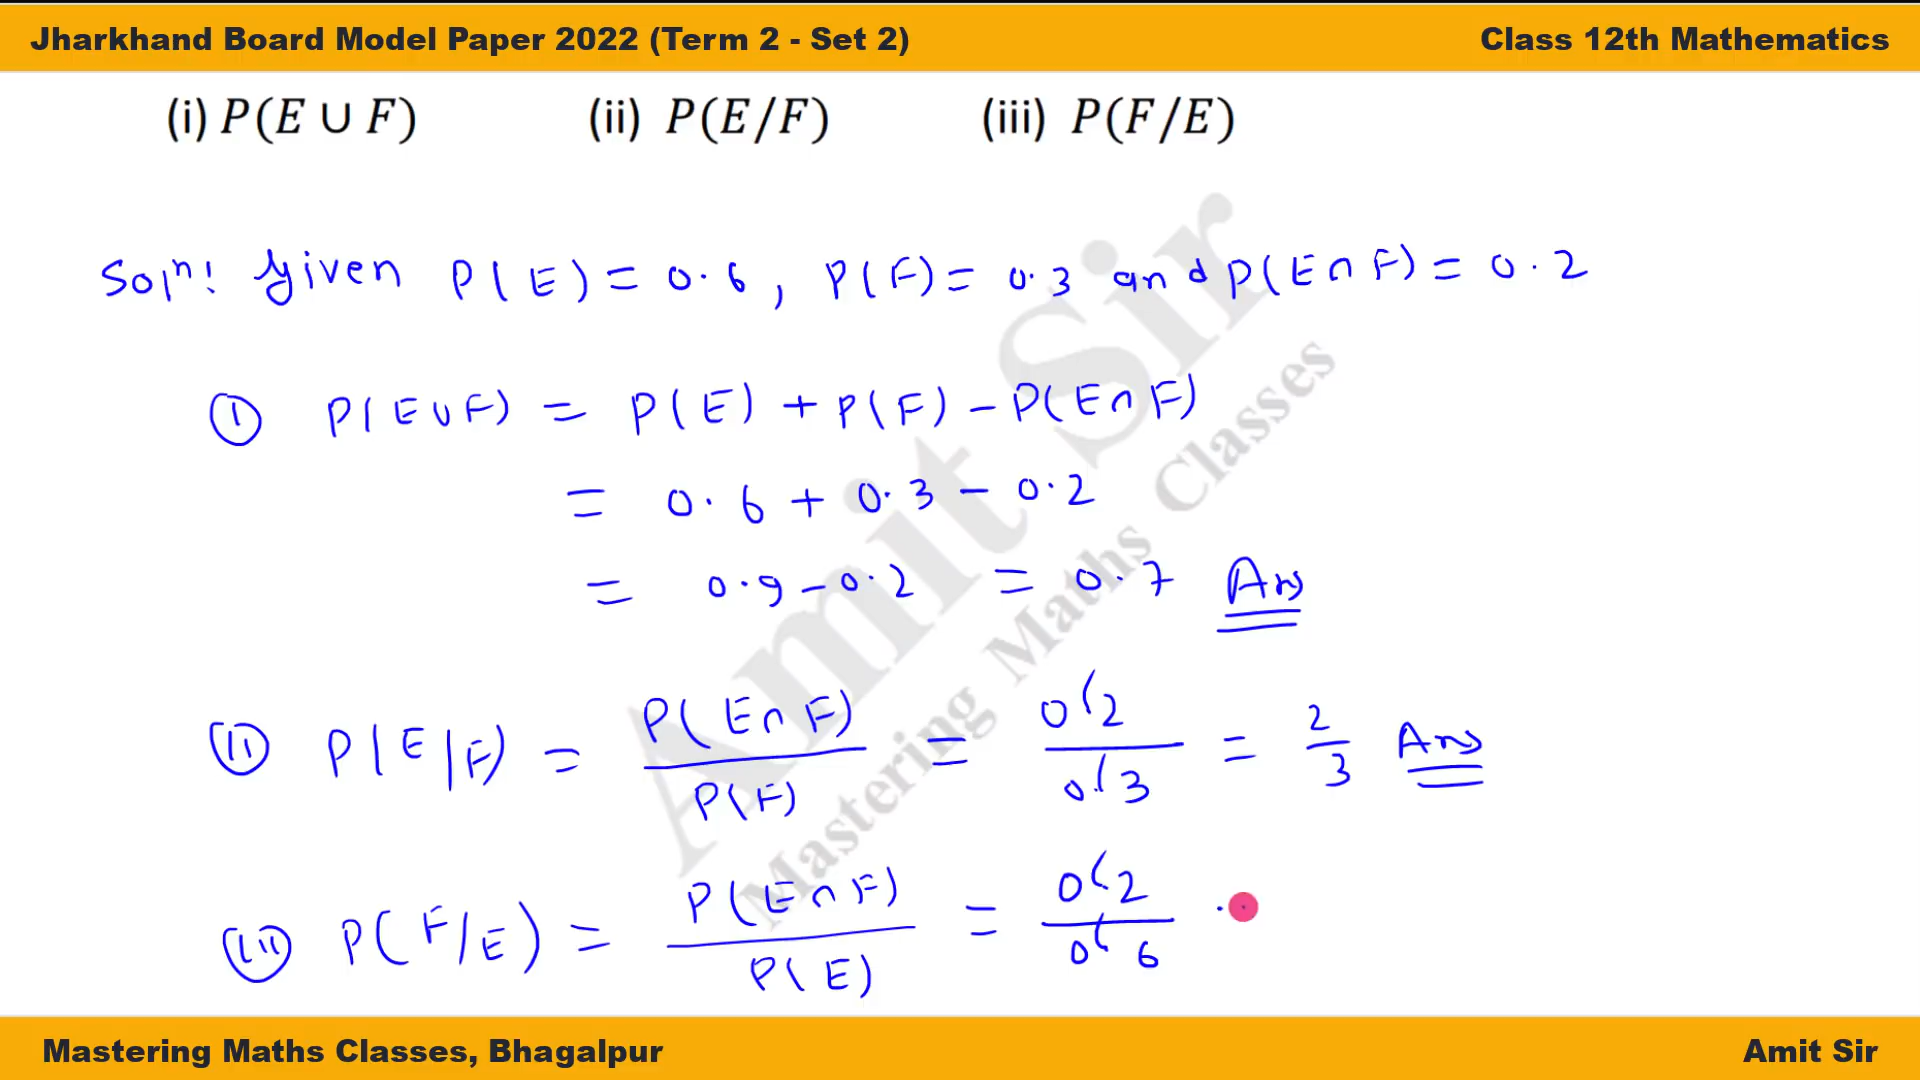 Jharkhand Board Model Paper 2022 (Term 2 - Set 2) Class 12th Mathematics
(i) P(E ∪ F) (ii) P(E/F) (iii) P(F/E)
Solⁿ: Given P(E) = 0.6, P(F) = 0.3 and P(E∩F) = 0.2
(i) P(E∪F) = P(E) + P(F) - P(E∩F)
= 0.6 + 0.3 - 0.2
= 0.9 - 0.2 = 0.7 Ans
(ii) P(E|F) = P(E∩F) / P(F) = 0.2 / 0.3 = 2/3 Ans
(iii) P(F/E) = P(E∩F) / P(E) = 0.2 / 0.6
Amit Sir
Mastering Maths Classes
Mastering Maths Classes, Bhagalpur Amit Sir